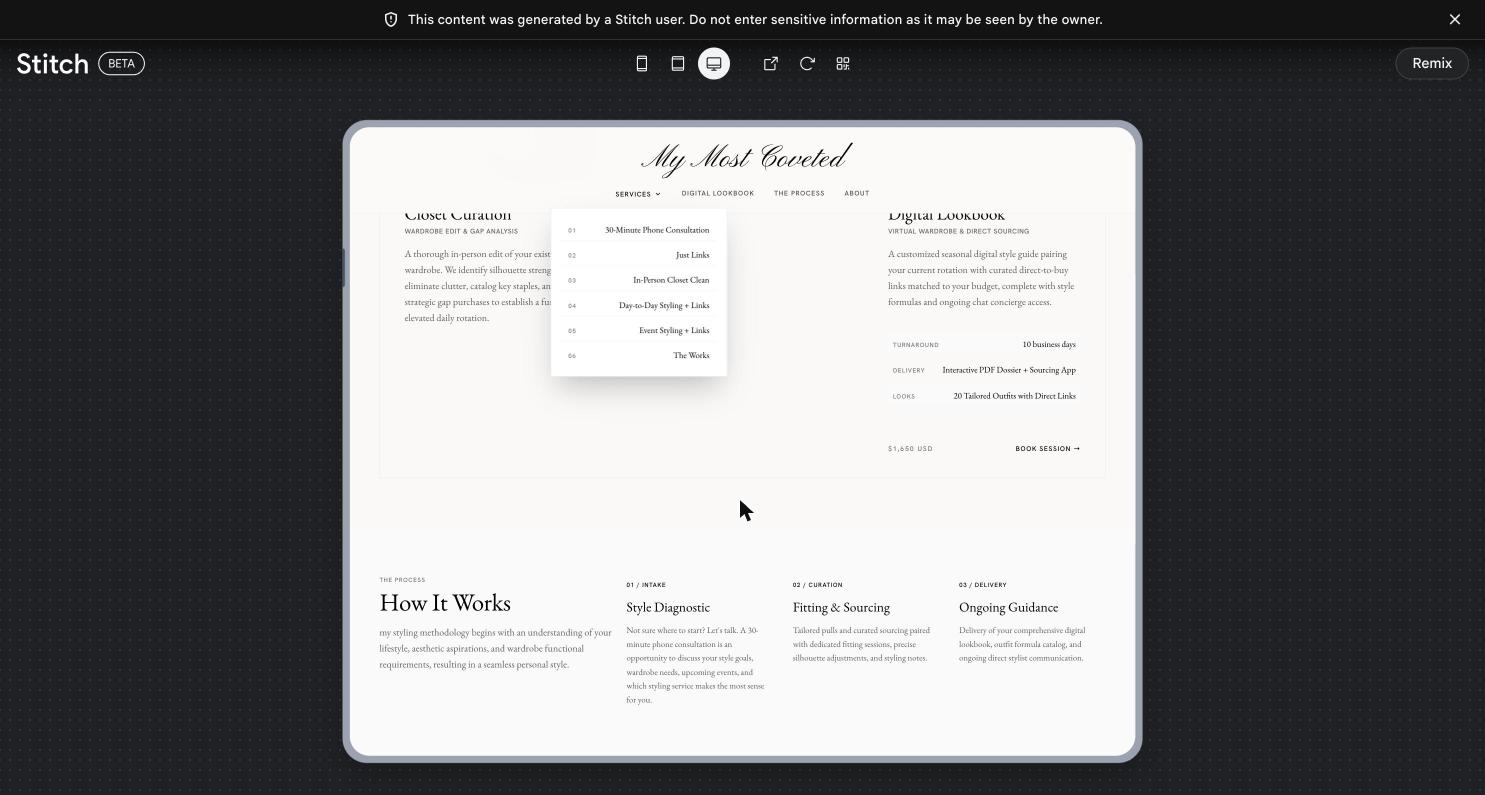 This content was generated by a Stitch user. Do not enter sensitive information as it may be seen by the owner.
Stitch BETA
Remix
My Most Coveted
SERVICES DIGITAL LOOKBOOK THE PROCESS ABOUT
01 30-Minute Phone Consultation
02 Just Links
03 In-Person Closet Clean
04 Day-to-Day Styling + Links
05 Event Styling + Links
06 The Works
Closet Curation
WARDROBE EDIT & GAP ANALYSIS
A thorough in-person edit of your
wardrobe. We identify silhouette
eliminate clutter, catalog key staples,
strategic gap purchases to establish a
elevated daily rotation.
Digital Lookbook
VIRTUAL WARDROBE & DIRECT SOURCING
A customized seasonal digital style guide pairing
your current rotation with curated direct-to-buy
links matched to your budget, complete with style
formulas and ongoing chat concierge access.
TURNAROUND 10 business days
DELIVERY Interactive PDF Dossier + Sourcing App
LOOKS 20 Tailored Outfits with Direct Links
$1,650 USD BOOK SESSION →
THE PROCESS
How It Works
my styling methodology begins with an understanding of your
lifestyle, aesthetic aspirations, and wardrobe functional
requirements, resulting in a seamless personal style.
01 / INTAKE
Style Diagnostic
Not sure where to start? Let's talk. A 30-
minute phone consultation is an
opportunity to discuss your style goals,
wardrobe needs, upcoming events, and
which styling service makes the most sense
for you.
02 / CURATION
Fitting & Sourcing
Tailored pulls and curated sourcing paired
with dedicated fitting sessions, precise
silhouette adjustments, and styling notes.
03 / DELIVERY
Ongoing Guidance
Delivery of your comprehensive digital
lookbook, outfit formula catalog, and
ongoing direct stylist communication.